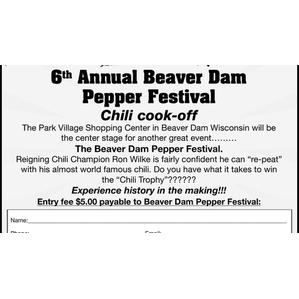 6th Annual Beaver Dam
Pepper Festival
Chili cook-off
The Park Village Shopping Center in Beaver Dam Wisconsin will be
the center stage for another great event………
The Beaver Dam Pepper Festival.
Reigning Chili Champion Ron Wilke is fairly confident he can “re-peat”
with his almost world famous chili. Do you have what it takes to win
the “Chili Trophy”??????
Experience history in the making!!!
Entry fee $5.00 payable to Beaver Dam Pepper Festival:
Name: